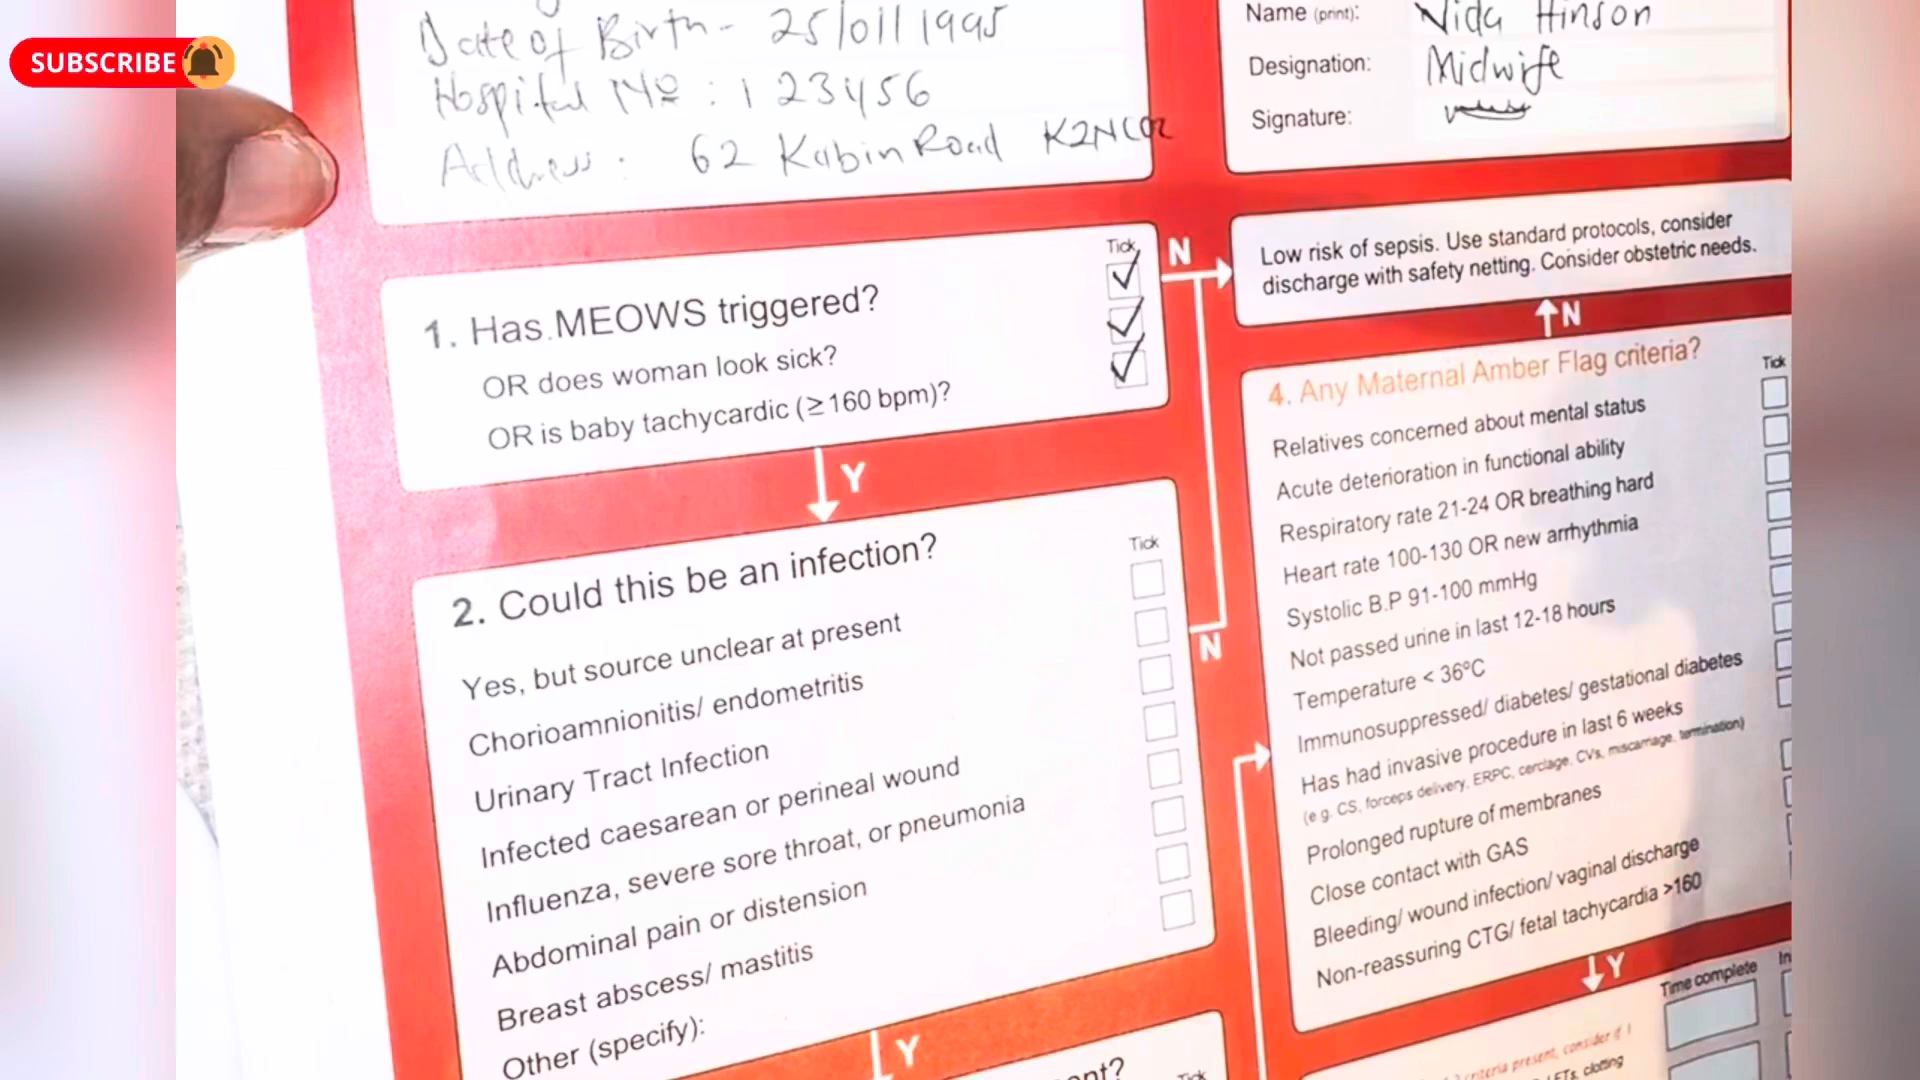 SUBSCRIBE
Date of Birth - 25/01/1995
Hospital No : 123456
Address : 62 Kabin Road K2NC02
Name (print): Nida Hinson
Designation: Midwife
Signature:
1. Has MEOWS triggered?
OR does woman look sick?
OR is baby tachycardic (≥160 bpm)?
Tick
N
Y
Low risk of sepsis. Use standard protocols, consider
discharge with safety netting. Consider obstetric needs.
N
2. Could this be an infection?
Tick
Yes, but source unclear at present
Chorioamnionitis/ endometritis
Urinary Tract Infection
Infected caesarean or perineal wound
Influenza, severe sore throat, or pneumonia
Abdominal pain or distension
Breast abscess/ mastitis
Other (specify):
N
Y
4. Any Maternal Amber Flag criteria?
Tick
Relatives concerned about mental status
Acute deterioration in functional ability
Respiratory rate 21-24 OR breathing hard
Heart rate 100-130 OR new arrhythmia
Systolic B.P 91-100 mmHg
Not passed urine in last 12-18 hours
Temperature < 36°C
Immunosuppressed/ diabetes/ gestational diabetes
Has had invasive procedure in last 6 weeks
(e.g. CS, forceps delivery, ERPC, cerclage, CVs, miscarriage, termination)
Prolonged rupture of membranes
Close contact with GAS
Bleeding/ wound infection/ vaginal discharge
Non-reassuring CTG/ fetal tachycardia >160
Y
Time complete
criteria present, consider if
clotting
Tick